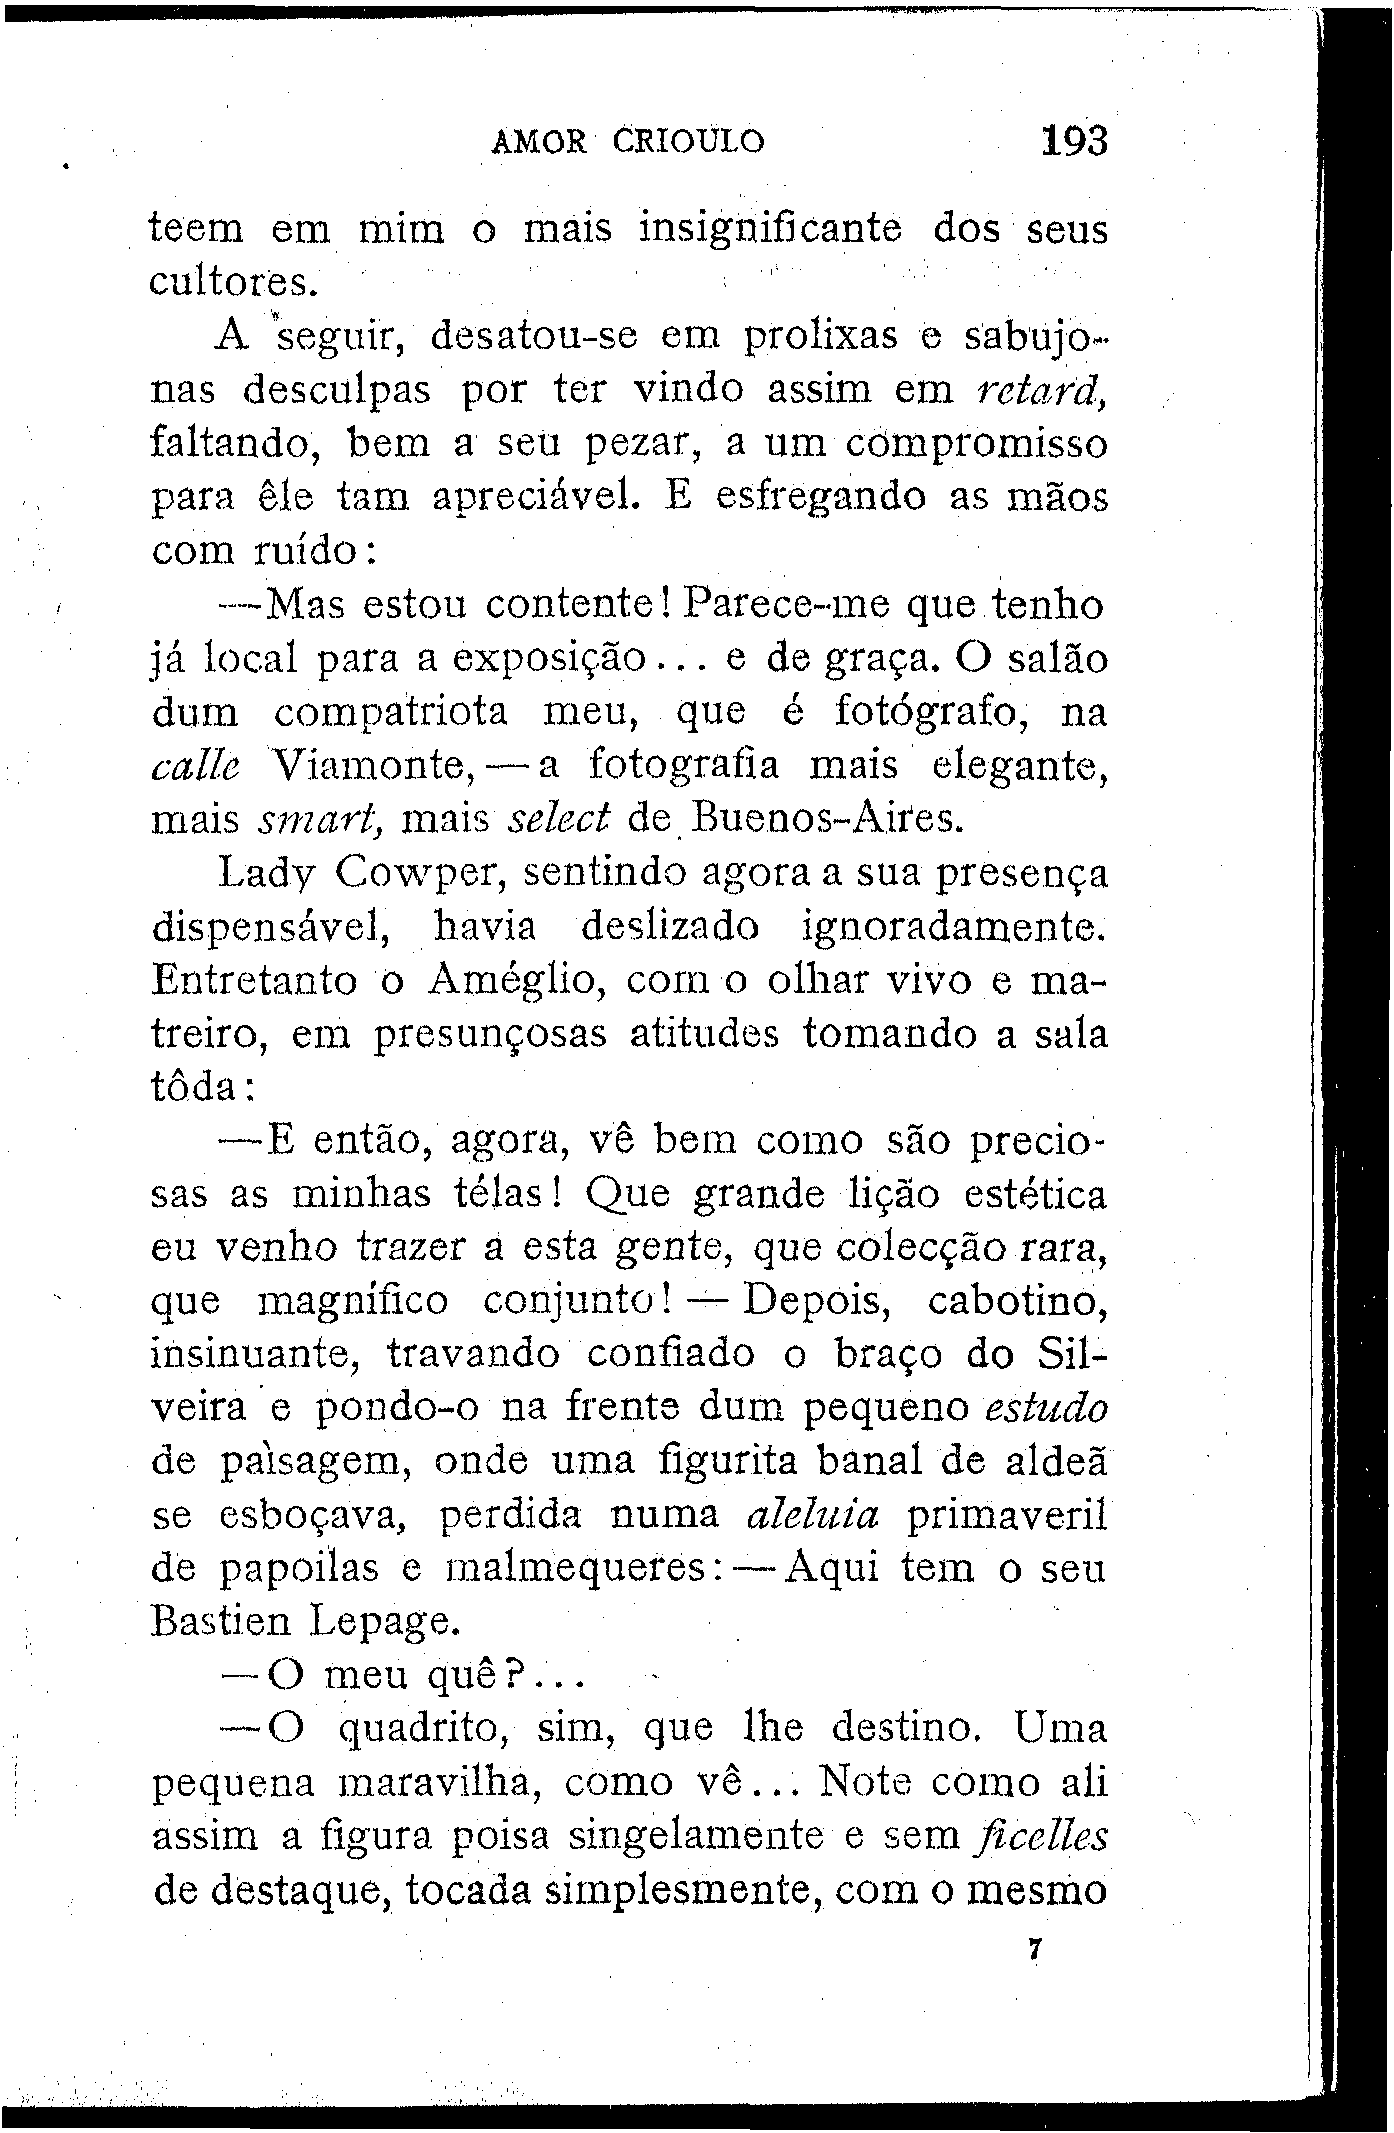 AMOR CRIOULO 193
teem em mim o mais insignificante dos seus
cultores.
A seguir, desatou-se em prolixas e sabujo-
nas desculpas por ter vindo assim em retard,
faltando, bem a seu pezar, a um compromisso
para êle tam apreciável. E esfregando as mãos
com ruído:
—Mas estou contente! Parece-me que tenho
já local para a exposição... e de graça. O salão
dum compatriota meu, que é fotógrafo, na
calle Viamonte, — a fotografia mais elegante,
mais smart, mais select de Buenos-Aires.
Lady Cowper, sentindo agora a sua presença
dispensável, havia deslizado ignoradamente.
Entretanto o Améglio, com o olhar vivo e ma-
treiro, em presunçosas atitudes tomando a sala
tôda:
—E então, agora, vê bem como são precio-
sas as minhas télas! Que grande lição estética
eu venho trazer a esta gente, que colecção rara,
que magnífico conjunto! — Depois, cabotino,
insinuante, travando confiado o braço do Sil-
veira e pondo-o na frente dum pequeno estudo
de pàisagem, onde uma figurita banal de aldeã
se esboçava, perdida numa aleluia primaveril
de papoilas e malmequeres: — Aqui tem o seu
Bastien Lepage.
—O meu quê?...
—O quadrito, sim, que lhe destino. Uma
pequena maravilha, como vê... Note como ali
assim a figura poisa singelamente e sem ficelles
de destaque, tocada simplesmente, com o mesmo
7